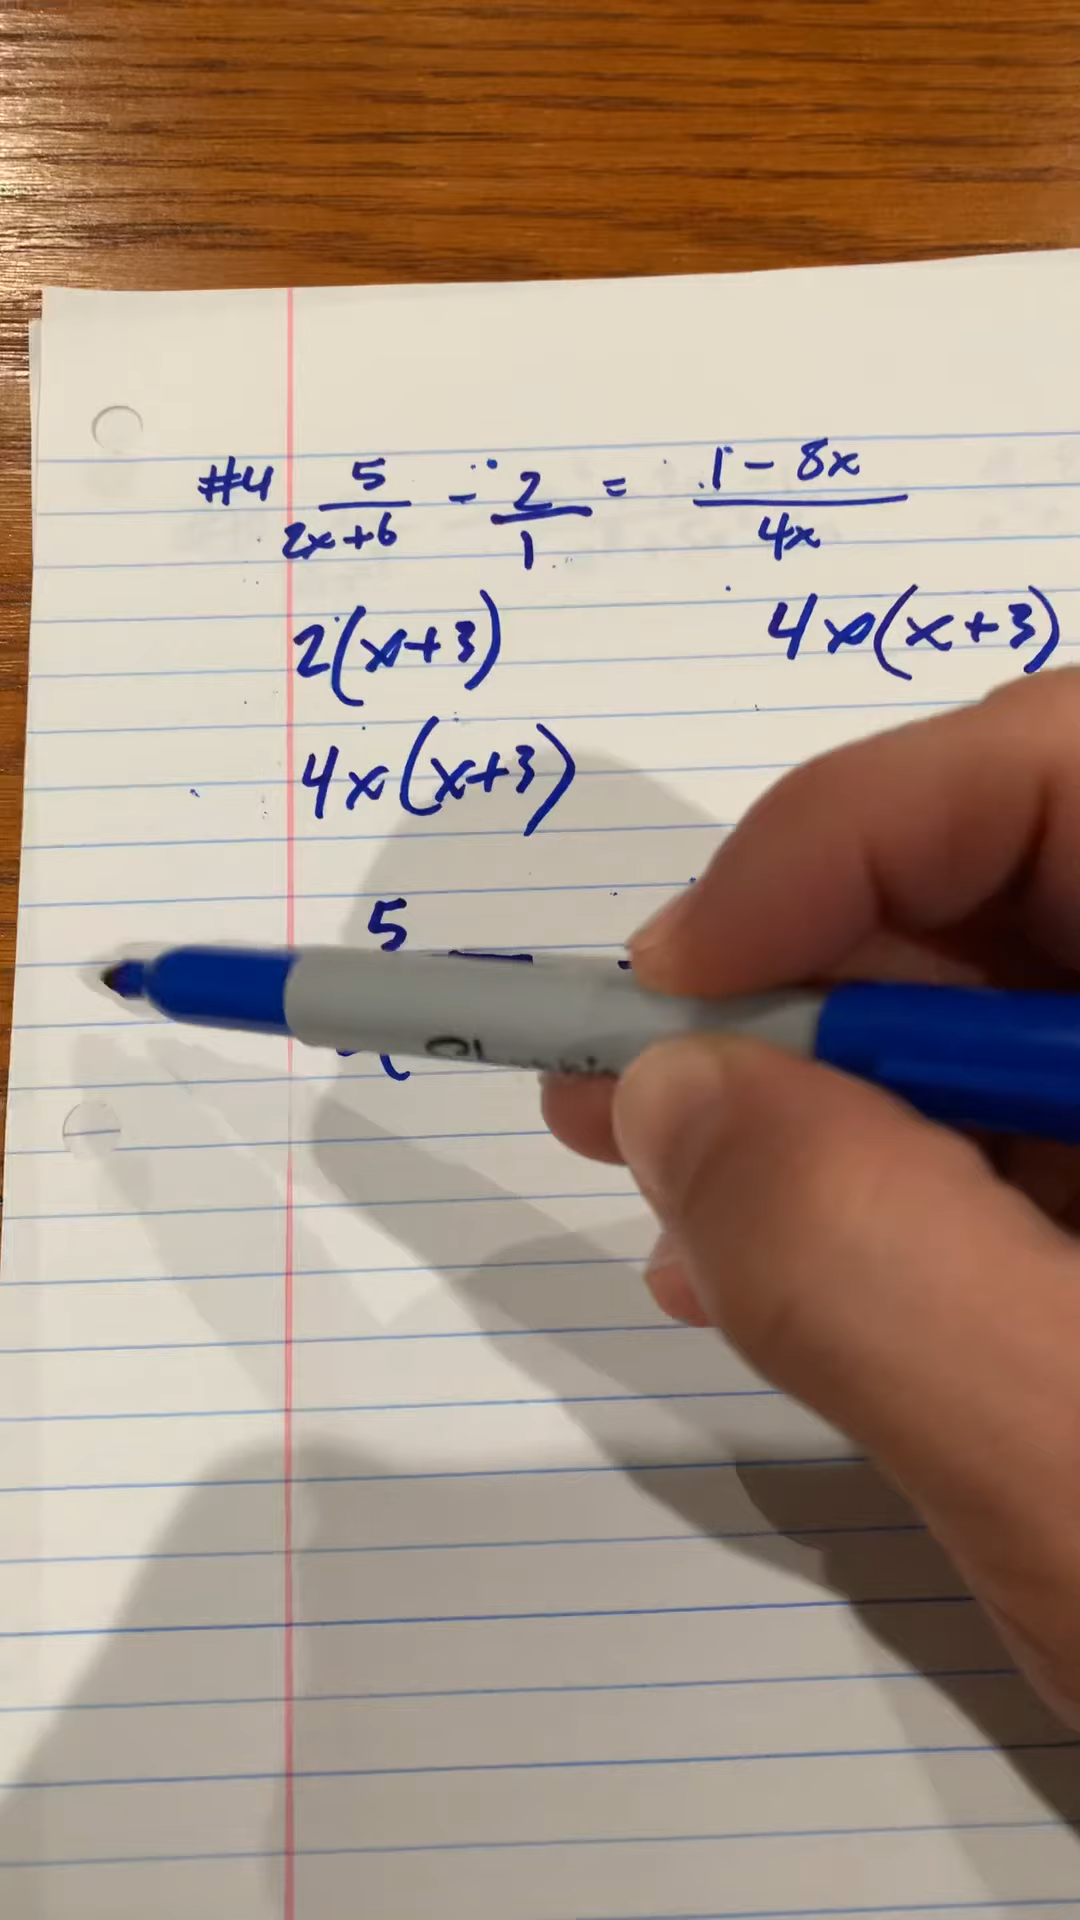 #4 5/(2x+6) - 2/1 = (1 - 8x)/(4x)
2(x+3) 4x(x+3)
4x(x+3)
5 -